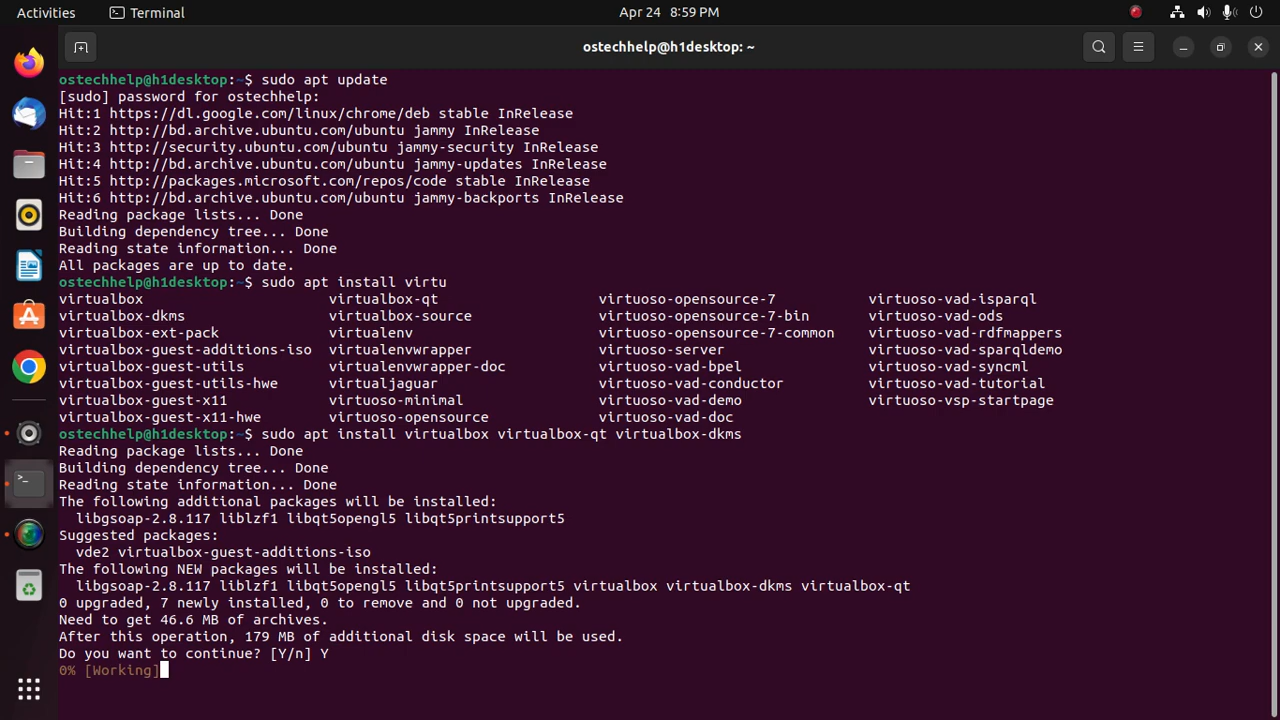 Activities Terminal Apr 24 8:59 PM
ostechhelp@h1desktop: ~
ostechhelp@h1desktop:~$ sudo apt update
[sudo] password for ostechhelp:
Hit:1 https://dl.google.com/linux/chrome/deb stable InRelease
Hit:2 http://bd.archive.ubuntu.com/ubuntu jammy InRelease
Hit:3 http://security.ubuntu.com/ubuntu jammy-security InRelease
Hit:4 http://bd.archive.ubuntu.com/ubuntu jammy-updates InRelease
Hit:5 http://packages.microsoft.com/repos/code stable InRelease
Hit:6 http://bd.archive.ubuntu.com/ubuntu jammy-backports InRelease
Reading package lists... Done
Building dependency tree... Done
Reading state information... Done
All packages are up to date.
ostechhelp@h1desktop:~$ sudo apt install virtu
virtualbox virtualbox-qt virtuoso-opensource-7 virtuoso-vad-isparql
virtualbox-dkms virtualbox-source virtuoso-opensource-7-bin virtuoso-vad-ods
virtualbox-ext-pack virtualenv virtuoso-opensource-7-common virtuoso-vad-rdfmappers
virtualbox-guest-additions-iso virtualenvwrapper virtuoso-server virtuoso-vad-sparqldemo
virtualbox-guest-utils virtualenvwrapper-doc virtuoso-vad-bpel virtuoso-vad-syncml
virtualbox-guest-utils-hwe virtualjaguar virtuoso-vad-conductor virtuoso-vad-tutorial
virtualbox-guest-x11 virtuoso-minimal virtuoso-vad-demo virtuoso-vsp-startpage
virtualbox-guest-x11-hwe virtuoso-opensource virtuoso-vad-doc
ostechhelp@h1desktop:~$ sudo apt install virtualbox virtualbox-qt virtualbox-dkms
Reading package lists... Done
Building dependency tree... Done
Reading state information... Done
The following additional packages will be installed:
libgsoap-2.8.117 liblzf1 libqt5opengl5 libqt5printsupport5
Suggested packages:
vde2 virtualbox-guest-additions-iso
The following NEW packages will be installed:
libgsoap-2.8.117 liblzf1 libqt5opengl5 libqt5printsupport5 virtualbox virtualbox-dkms virtualbox-qt
0 upgraded, 7 newly installed, 0 to remove and 0 not upgraded.
Need to get 46.6 MB of archives.
After this operation, 179 MB of additional disk space will be used.
Do you want to continue? [Y/n] Y
0% [Working]